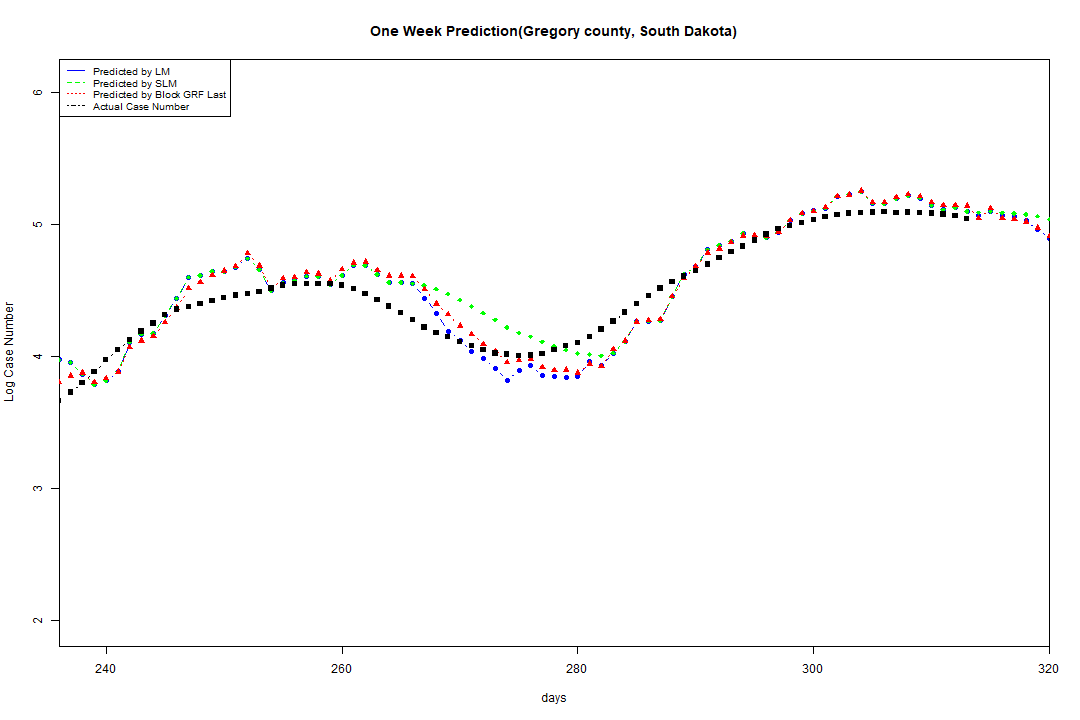 One Week Prediction(Gregory county, South Dakota)
Predicted by LM
Predicted by SLM
Predicted by Block GRF Last
Actual Case Number
6
5
4
3
2
Log Case Number
240 260 280 300 320
days